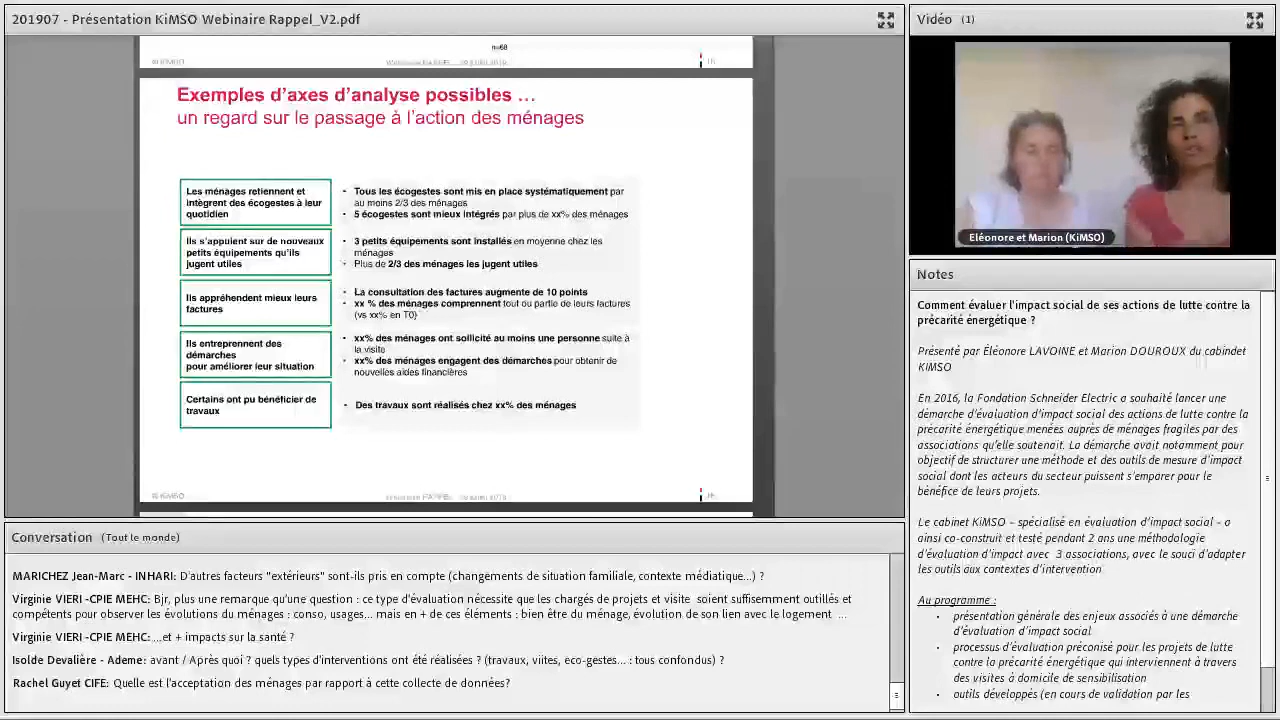 201907 - Présentation KiMSO Webinaire Rappel_V2.pdf
n=68
Exemples d'axes d'analyse possibles …
un regard sur le passage à l'action des ménages
Les ménages retiennent et
intègrent des écogestes à leur
quotidien
• Tous les écogestes sont mis en place systématiquement par
au moins 2/3 des ménages
• 5 écogestes sont mieux intégrés par plus de xx% des ménages
Ils s'appuient sur de nouveaux
petits équipements qu'ils
jugent utiles
• 3 petits équipements sont installés en moyenne chez les
ménages
• Plus de 2/3 des ménages les jugent utiles
Ils appréhendent mieux leurs
factures
• La consultation des factures augmente de 10 points
• xx % des ménages comprennent tout ou partie de leurs factures
(vs xx% en T0)
Ils entreprennent des
démarches
pour améliorer leur situation
• xx% des ménages ont sollicité au moins une personne suite à
la visite
• xx% des ménages engagent des démarches pour obtenir de
nouvelles aides financières
Certains ont pu bénéficier de
travaux
• Des travaux sont réalisés chez xx% des ménages
© KiMSO
Vidéo (1)
Eléonore et Marion (KiMSO)
Notes
Comment évaluer l'impact social de ses actions de lutte contre la
précarité énergétique ?
Présenté par Éléonore LAVOINE et Marion DOUROUX du cabindet
KIMSO
En 2016, la Fondation Schneider Electric a souhaité lancer une
démarche d'évaluation d'impact social des actions de lutte contre la
précarité énergétique menées auprès de ménages fragiles par des
associations qu'elle soutenait. La démarche avait notamment pour
objectif de structurer une méthode et des outils de mesure d'impact
social dont les acteurs du secteur puissent s'emparer pour le
bénéfice de leurs projets.
Le cabinet KiMSO – spécialisé en évaluation d'impact social – a
ainsi co-construit et testé pendant 2 ans une méthodologie
d'évaluation d'impact avec 3 associations, avec le souci d'adapter
les outils aux contextes d'intervention
Au programme :
• présentation générale des enjeux associés à une démarche
d'évaluation d'impact social
• processus d'évaluation préconisé pour les projets de lutte
contre la précarité énergétique qui interviennent à travers
des visites à domicile de sensibilisation
• outils développés (en cours de validation par les
Conversation (Tout le monde)
MARICHEZ Jean-Marc - INHARI: D'autres facteurs "extérieurs" sont-ils pris en compte (changements de situation familiale, contexte médiatique...) ?
Virginie VIERI -CPIE MEHC: Bjr, plus une remarque qu'une question : ce type d'évaluation nécessite que les chargés de projets et visite soient suffisemment outillés et
compétents pour observer les évolutions du ménages : conso, usages... mais en + de ces éléments : bien être du ménage, évolution de son lien avec le logement ...
Virginie VIERI -CPIE MEHC: ...et + impacts sur la santé ?
Isolde Devalière - Ademe: avant / Après quoi ? quels types d'interventions ont été réalisées ? (travaux, viites, eco-gestes... : tous confondus) ?
Rachel Guyet CIFE: Quelle est l'acceptation des ménages par rapport à cette collecte de données?